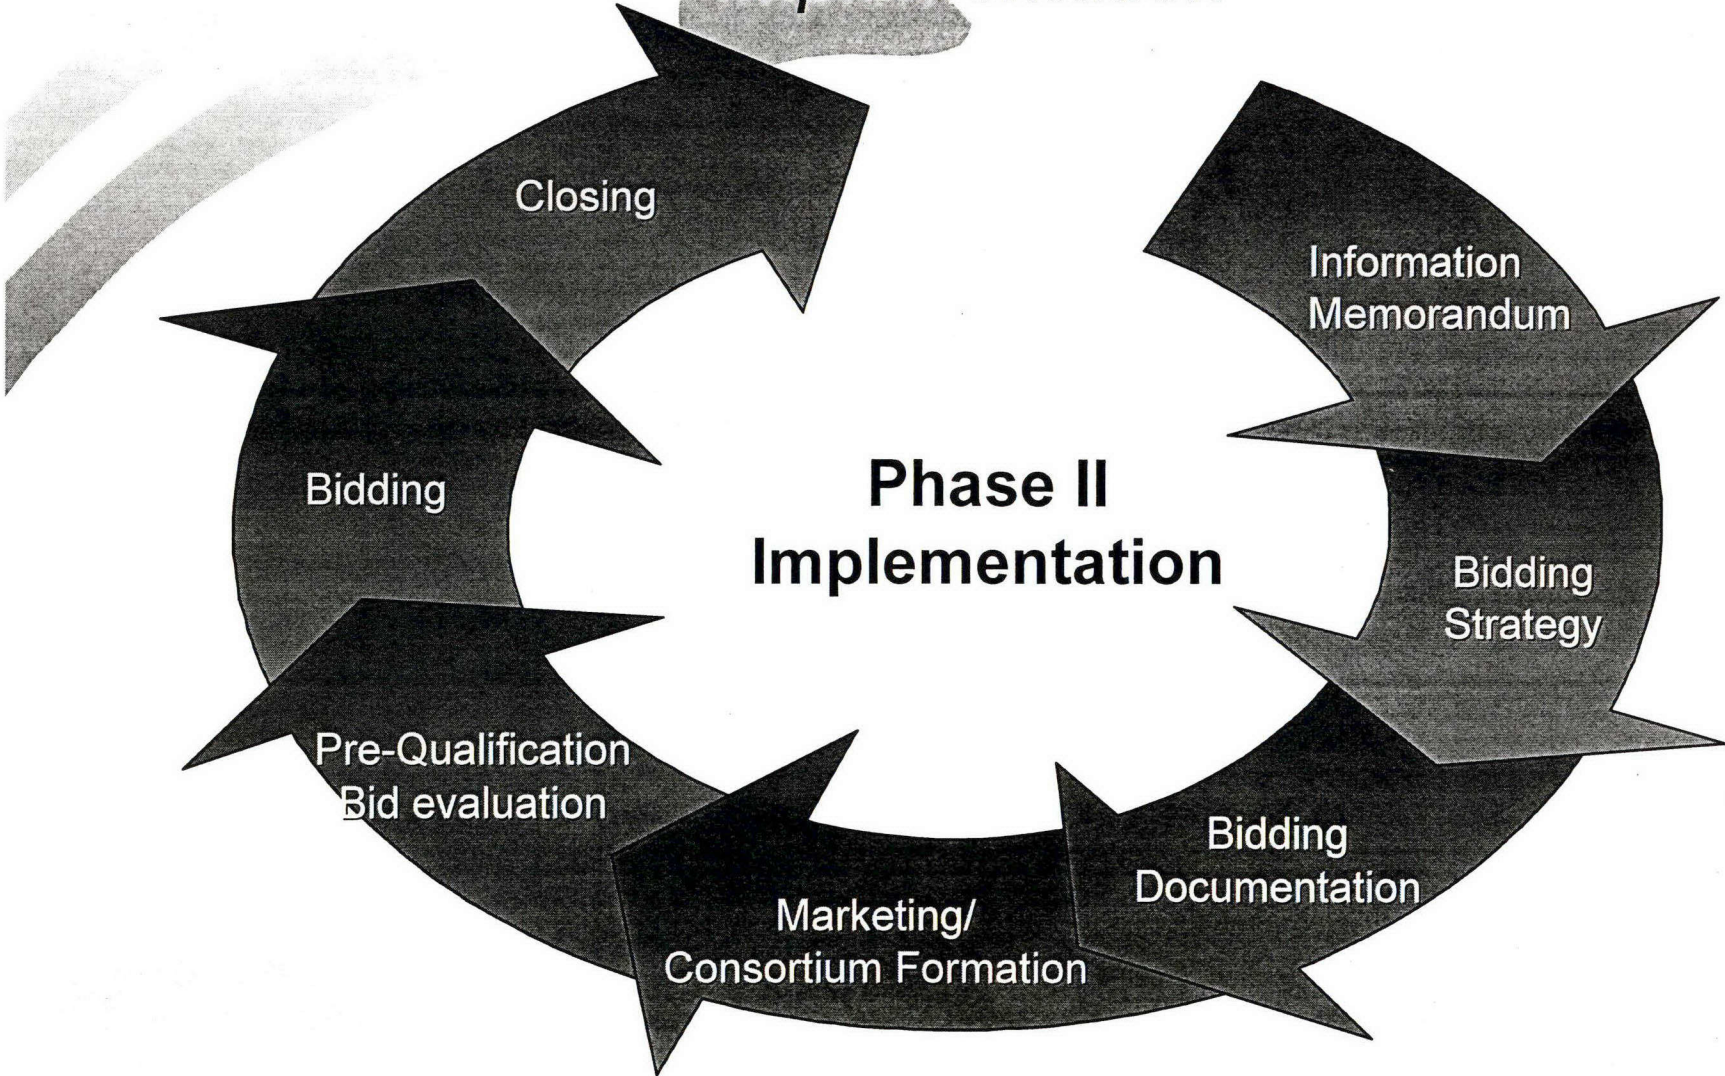 Information
Memorandum
Bidding
Strategy
Bidding
Documentation
Marketing/
Consortium Formation
Pre-Qualification
Bid evaluation
Bidding
Closing
Phase II
Implementation